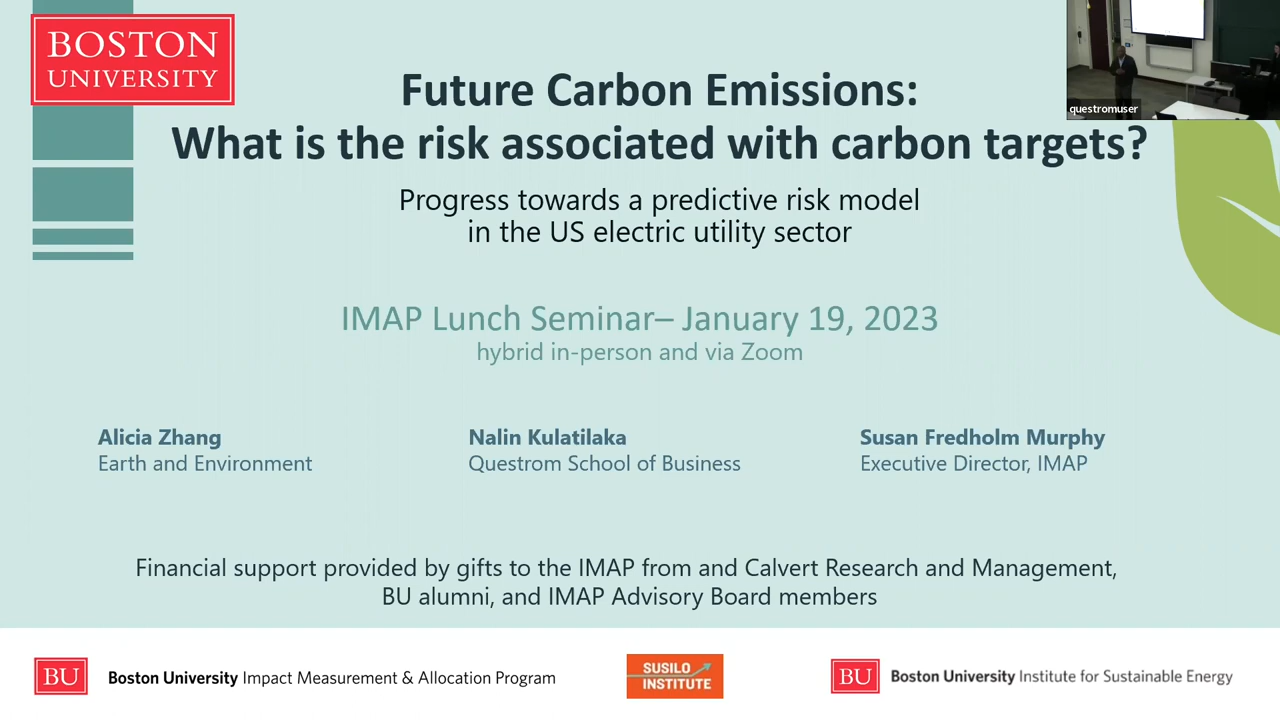 BOSTON
UNIVERSITY
questromuser
Future Carbon Emissions:
What is the risk associated with carbon targets?
Progress towards a predictive risk model
in the US electric utility sector
IMAP Lunch Seminar– January 19, 2023
hybrid in-person and via Zoom
Alicia Zhang
Earth and Environment
Nalin Kulatilaka
Questrom School of Business
Susan Fredholm Murphy
Executive Director, IMAP
Financial support provided by gifts to the IMAP from and Calvert Research and Management,
BU alumni, and IMAP Advisory Board members
BU Boston University Impact Measurement & Allocation Program
SUSILO
INSTITUTE
BU Boston University Institute for Sustainable Energy